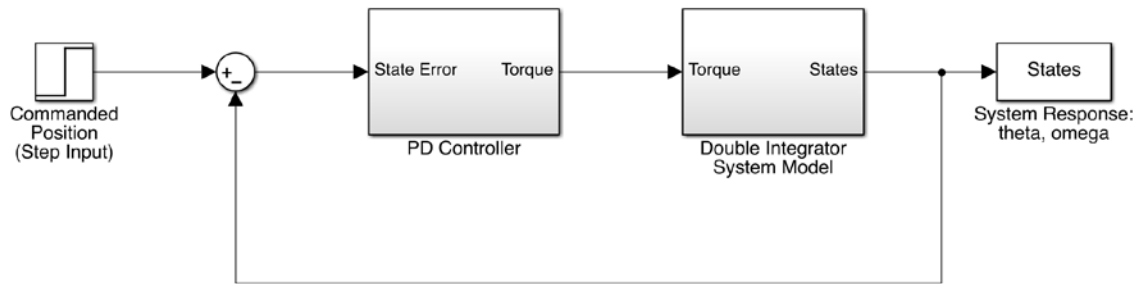 +
–
State Error
Torque
Torque
States
States
Commanded
Position
(Step Input)
PD Controller
Double Integrator
System Model
System Response:
theta, omega